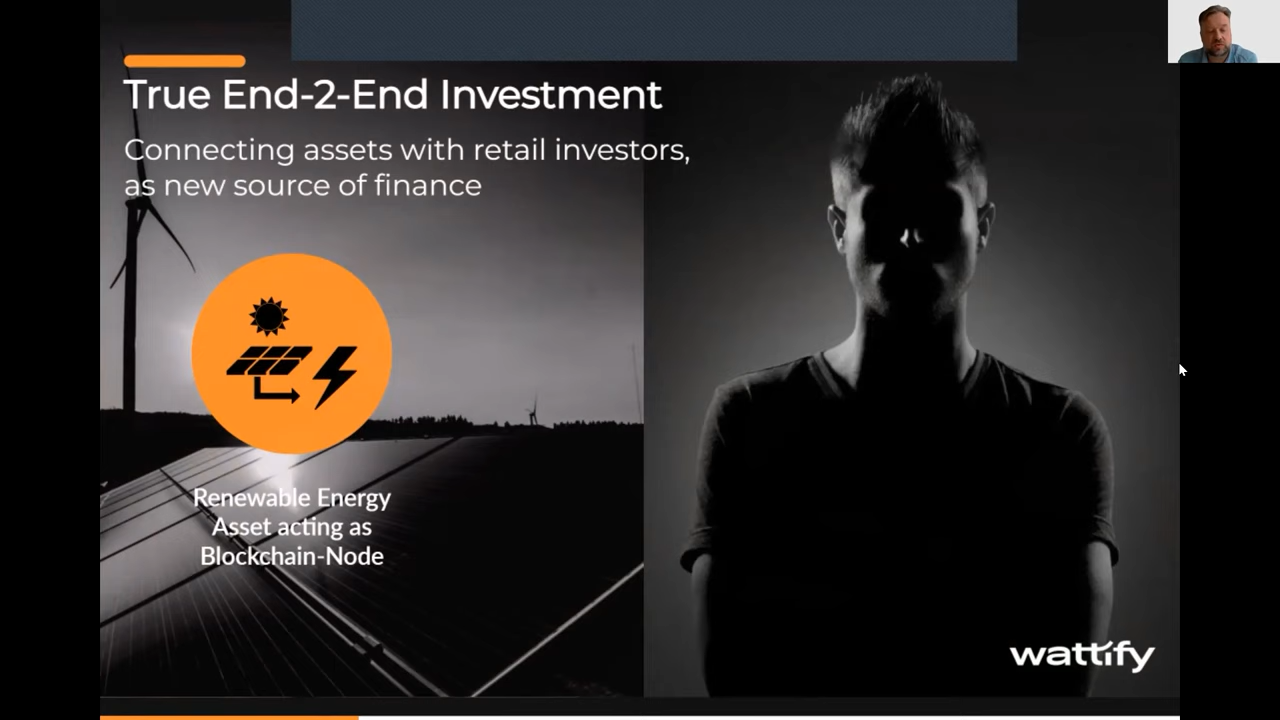 True End-2-End Investment
Connecting assets with retail investors,
as new source of finance
Renewable Energy
Asset acting as
Blockchain-Node
wattify